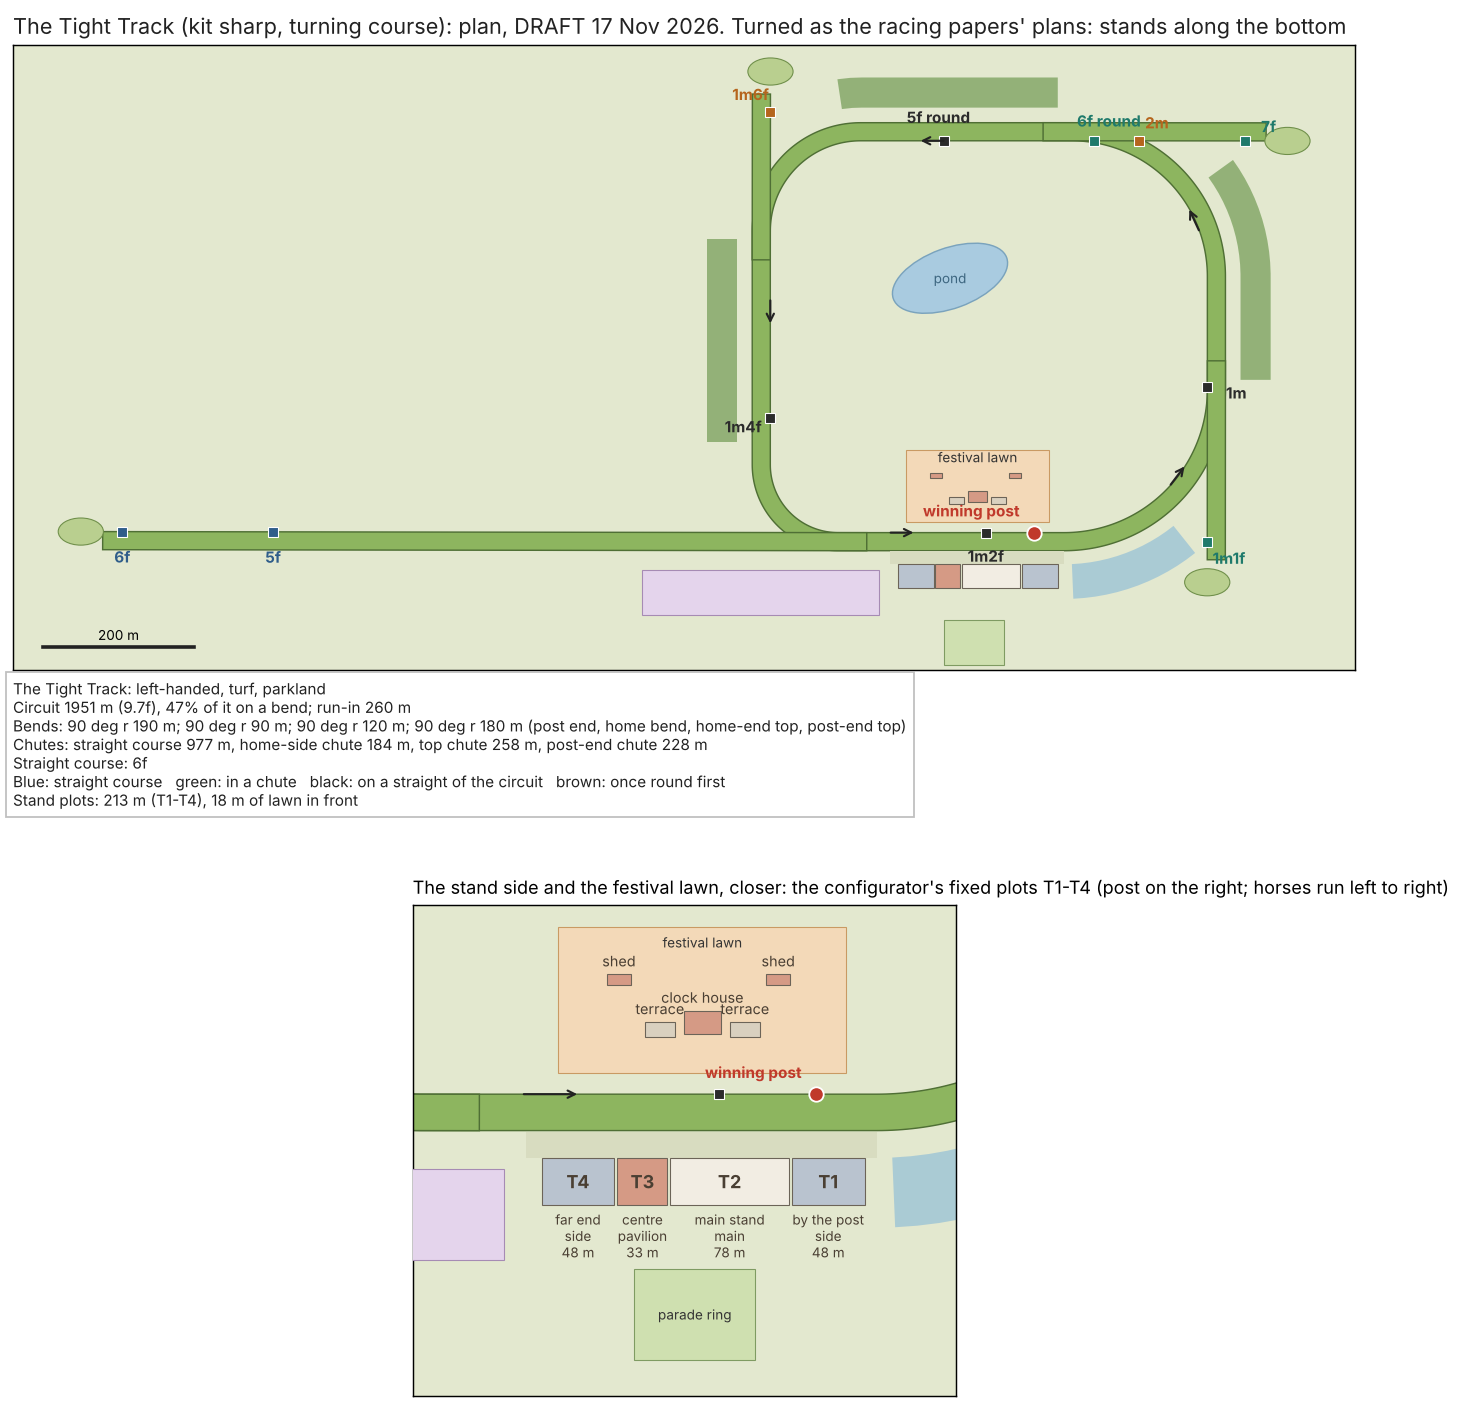 The Tight Track (kit sharp, turning course): plan, DRAFT 17 Nov 2026. Turned as the racing papers' plans: stands along the bottom
1m6f
5f round
6f round
2m
7f
pond
1m
1m4f
festival lawn
winning post
6f
5f
1m2f
1m1f
200 m
The Tight Track: left-handed, turf, parkland
Circuit 1951 m (9.7f), 47% of it on a bend; run-in 260 m
Bends: 90 deg r 190 m; 90 deg r 90 m; 90 deg r 120 m; 90 deg r 180 m (post end, home bend, home-end top, post-end top)
Chutes: straight course 977 m, home-side chute 184 m, top chute 258 m, post-end chute 228 m
Straight course: 6f
Blue: straight course   green: in a chute   black: on a straight of the circuit   brown: once round first
Stand plots: 213 m (T1-T4), 18 m of lawn in front
The stand side and the festival lawn, closer: the configurator's fixed plots T1-T4 (post on the right; horses run left to right)
festival lawn
shed
shed
clock house
terrace
terrace
winning post
T4
T3
T2
T1
far end
side
48 m
centre
pavilion
33 m
main stand
main
78 m
by the post
side
48 m
parade ring